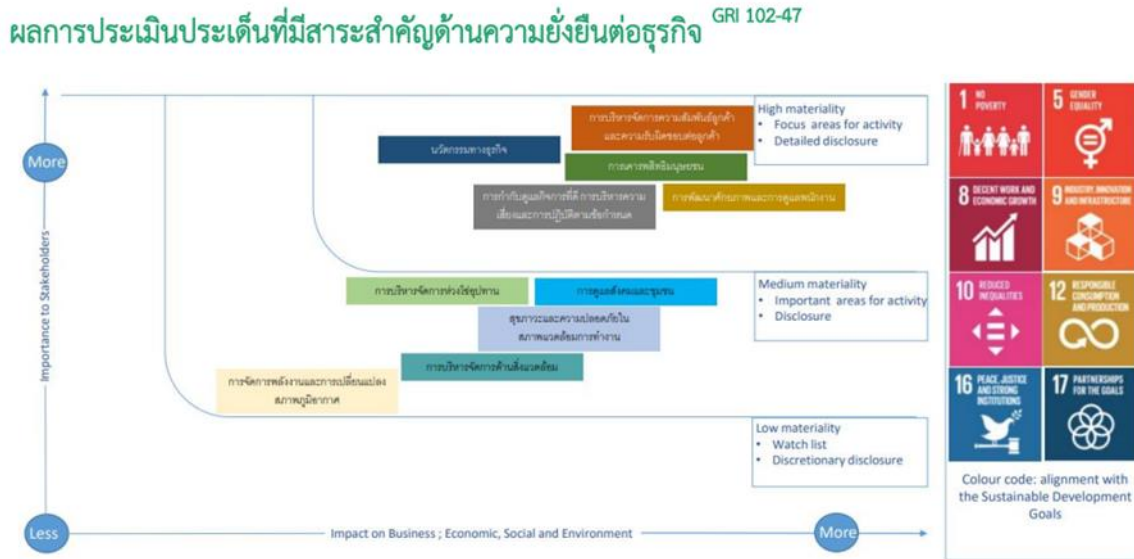 ผลการประเมินประเด็นที่มีสาระสำคัญด้านความยั่งยืนต่อธุรกิจ GRI 102-47
More
Importance to Stakeholders
Less
การบริหารจัดการความสัมพันธ์ลูกค้า
และความรับผิดชอบต่อลูกค้า
นวัตกรรมทางธุรกิจ
การเคารพสิทธิมนุษยชน
การกำกับดูแลกิจการที่ดี การบริหารความ
เสี่ยงและการปฏิบัติตามข้อกำหนด
การพัฒนาศักยภาพและการดูแลพนักงาน
High materiality
• Focus areas for activity
• Detailed disclosure
การบริหารจัดการห่วงโซ่อุปทาน
การดูแลสังคมและชุมชน
สุขภาวะและความปลอดภัยใน
สภาพแวดล้อมการทำงาน
การบริหารจัดการด้านสิ่งแวดล้อม
การจัดการพลังงานและการเปลี่ยนแปลง
สภาพภูมิอากาศ
Medium materiality
• Important areas for activity
• Disclosure
Low materiality
• Watch list
• Discretionary disclosure
Impact on Business ; Economic, Social and Environment
More
1 NO
POVERTY
5 GENDER
EQUALITY
8 DECENT WORK AND
ECONOMIC GROWTH
9 INDUSTRY, INNOVATION
AND INFRASTRUCTURE
10 REDUCED
INEQUALITIES
12 RESPONSIBLE
CONSUMPTION
AND PRODUCTION
16 PEACE, JUSTICE
AND STRONG
INSTITUTIONS
17 PARTNERSHIPS
FOR THE GOALS
Colour code: alignment with
the Sustainable Development
Goals